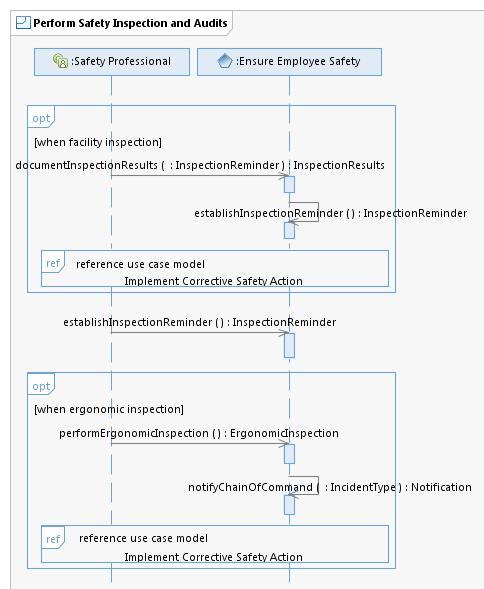 Perform Safety Inspection and Audits
:Safety Professional
:Ensure Employee Safety
opt
[when facility inspection]
documentInspectionResults ( : InspectionReminder ) : InspectionResults
establishInspectionReminder ( ) : InspectionReminder
ref
reference use case model
Implement Corrective Safety Action
establishInspectionReminder ( ) : InspectionReminder
opt
[when ergonomic inspection]
performErgonomicInspection ( ) : ErgonomicInspection
notifyChainOfCommand ( : IncidentType ) : Notification
ref
reference use case model
Implement Corrective Safety Action